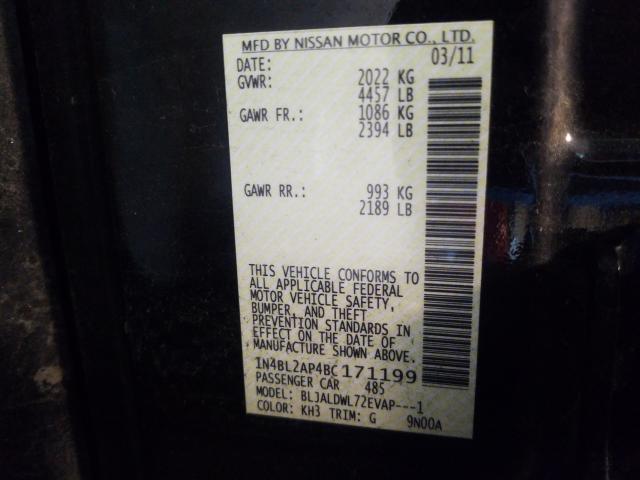 MFD BY NISSAN MOTOR CO., LTD.
DATE: 03/11
GVWR: 2022 KG
4457 LB
GAWR FR.: 1086 KG
2394 LB
GAWR RR.: 993 KG
2189 LB
THIS VEHICLE CONFORMS TO
ALL APPLICABLE FEDERAL
MOTOR VEHICLE SAFETY,
BUMPER, AND THEFT
PREVENTION STANDARDS IN
EFFECT ON THE DATE OF
MANUFACTURE SHOWN ABOVE.
1N4BL2AP4BC171199
PASSENGER CAR 485
MODEL: BLJALDWL72EVAP---1
COLOR: KH3 TRIM: G 9N00A